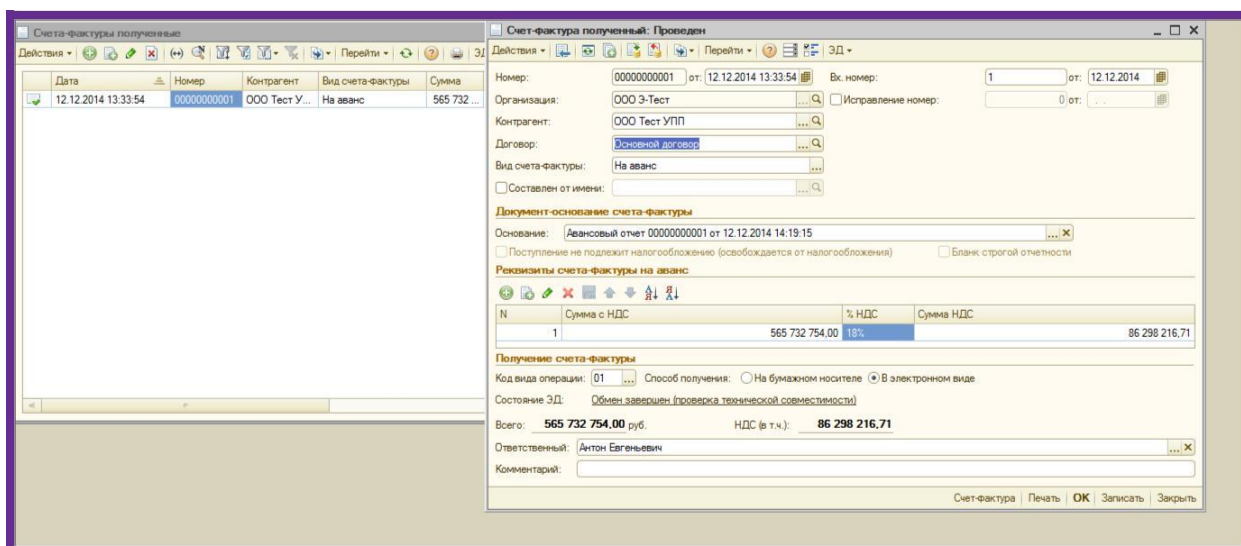 Счета-фактуры полученные
Действия Перейти ЭД
Дата Номер Контрагент Вид счета-фактуры Сумма
12.12.2014 13:33:54 00000000001 ООО Тест У... На аванс 565 732 ...
Счет-фактура полученный: Проведен
Действия Перейти ЭД
Номер: 00000000001 от: 12.12.2014 13:33:54 Вх. номер: 1 от: 12.12.2014
Организация: ООО Э-Тест ... Исправление номер: 0 от: . .
Контрагент: ООО Тест УПП ...
Договор: Основной договор ...
Вид счета-фактуры: На аванс ...
Составлен от имени: ...
Документ-основание счета-фактуры
Основание: Авансовый отчет 00000000001 от 12.12.2014 14:19:15 ... X
Поступление не подлежит налогообложению (освобождается от налогообложения) Бланк строгой отчетности
Реквизиты счета-фактуры на аванс
N Сумма с НДС % НДС Сумма НДС
1 565 732 754,00 18% 86 298 216,71
Получение счета-фактуры
Код вида операции: 01 ... Способ получения: На бумажном носителе В электронном виде
Состояние ЭД: Обмен завершен (проверка технической совместимости)
Всего: 565 732 754,00 руб. НДС (в т.ч.): 86 298 216,71
Ответственный: Антон Евгеньевич ... X
Комментарий:
Счет-фактура Печать OK Записать Закрыть